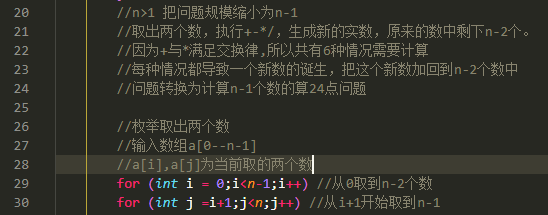 20 //n>1 把问题规模缩小为n-1
21 //取出两个数，执行+-*/，生成新的实数，原来的数中剩下n-2个。
22 //因为+与*满足交换律,所以共有6种情况需要计算
23 //每种情况都导致一个新数的诞生，把这个新数加回到n-2个数中
24 //问题转换为计算n-1个数的算24点问题
25
26 //枚举取出两个数
27 //输入数组a[0--n-1]
28 //a[i],a[j]为当前取的两个数
29 for (int i = 0;i<n-1;i++) //从0取到n-2个数
30 for (int j =i+1;j<n;j++) //从i+1开始取到n-1